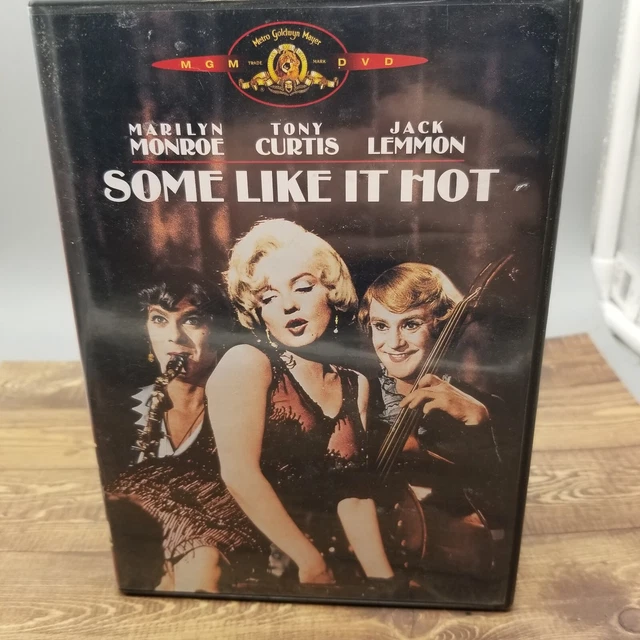 Metro Goldwyn Mayer
MGM TRADE MARK DVD
MARILYN MONROE
TONY CURTIS
JACK LEMMON
SOME LIKE IT HOT